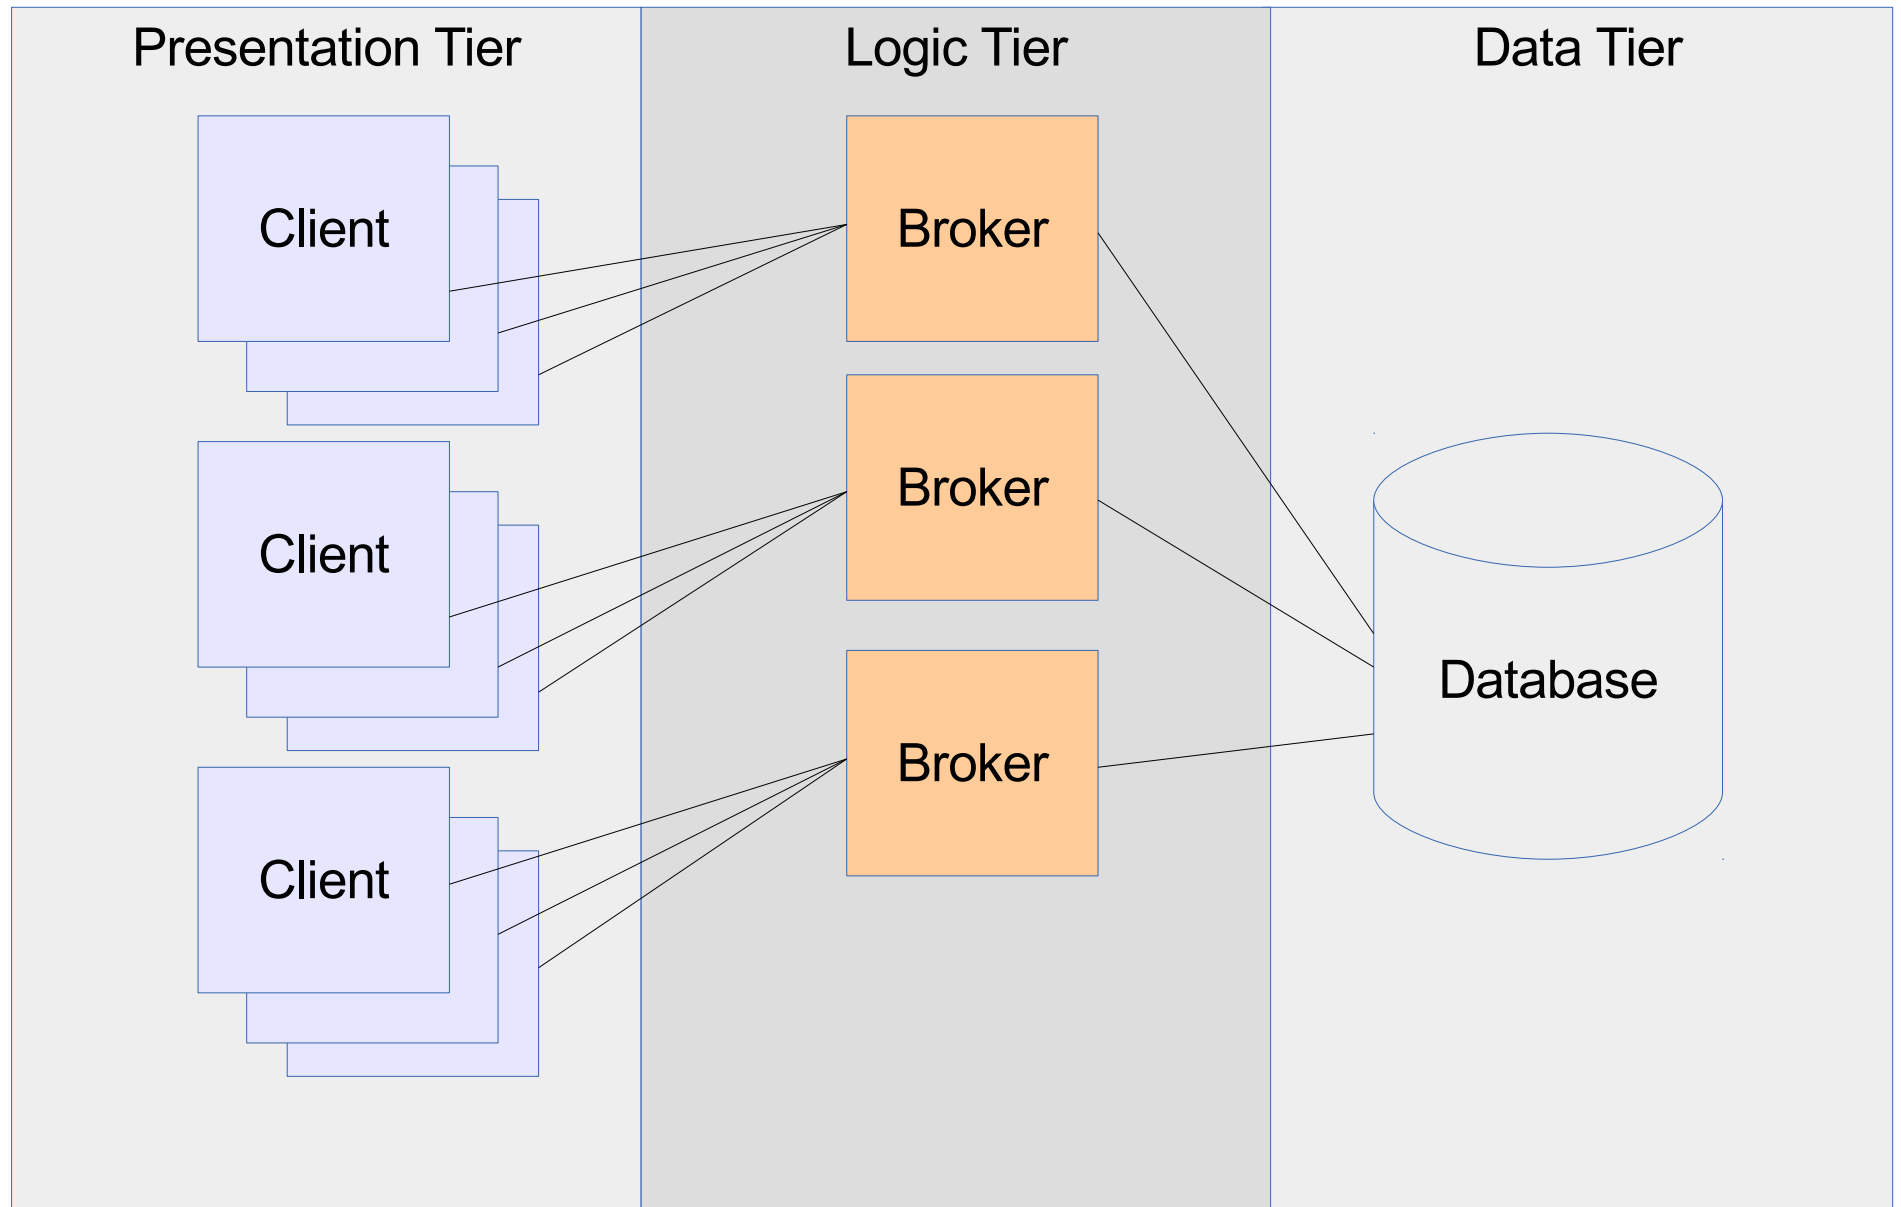 Presentation Tier
Logic Tier
Data Tier
Client
Broker
Client
Broker
Database
Client
Broker